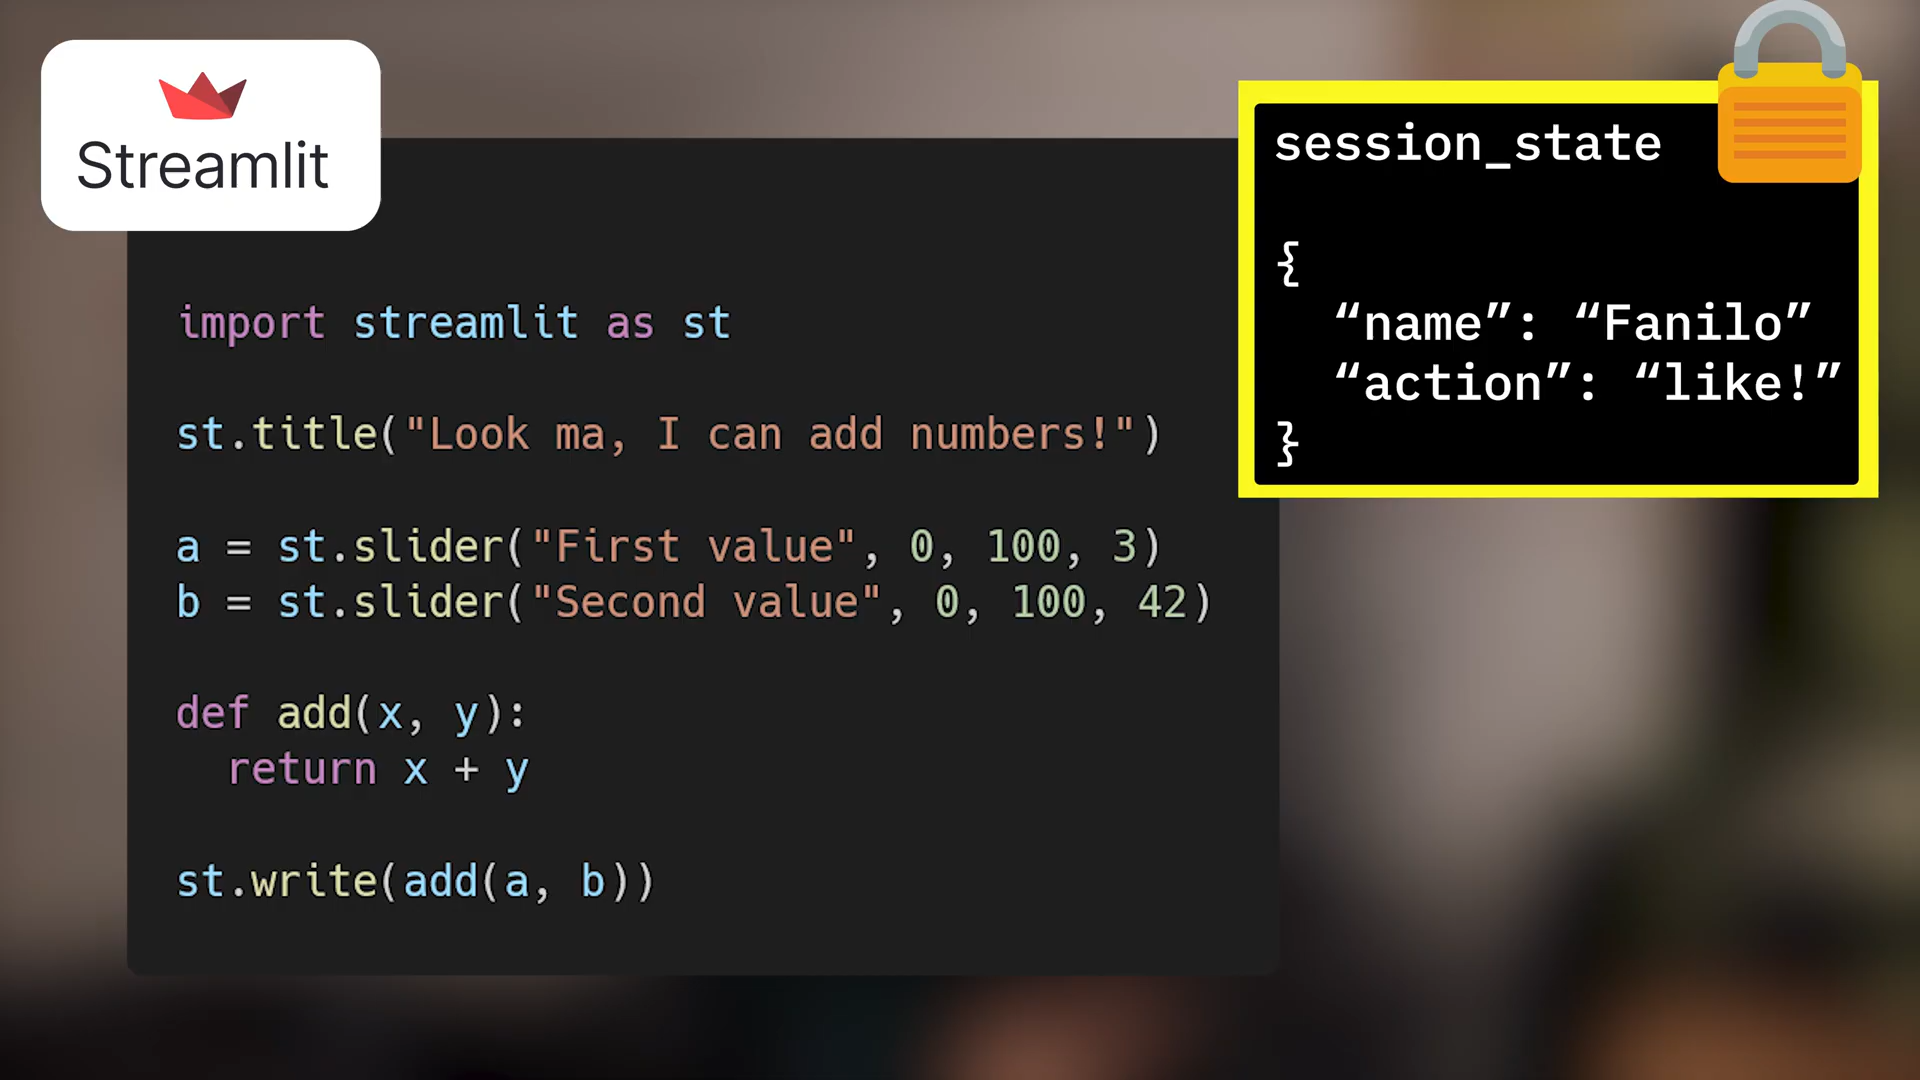 Streamlit
import streamlit as st
st.title("Look ma, I can add numbers!")
a = st.slider("First value", 0, 100, 3)
b = st.slider("Second value", 0, 100, 42)
def add(x, y):
  return x + y
st.write(add(a, b))
session_state
{
  “name”: “Fanilo”
  “action”: “like!”
}